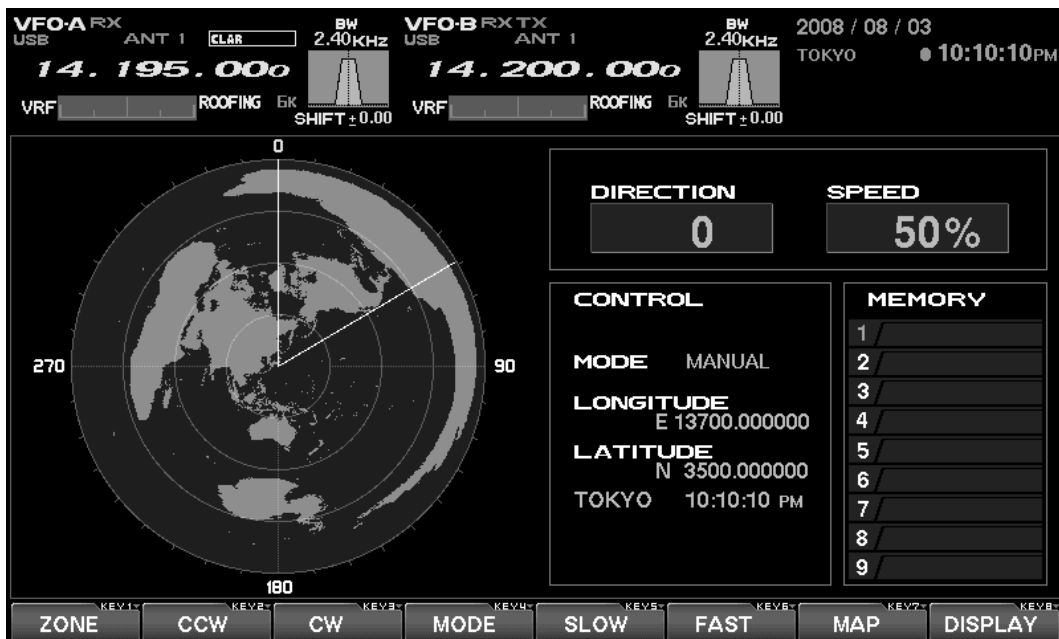 VFO-A RX
USB ANT 1 CLAR
BW
2.40KHz
14.195.000
VRF ROOFING 6K
SHIFT ±0.00
VFO-B RX TX
USB ANT 1
BW
2.40KHz
14.200.000
VRF ROOFING 6K
SHIFT ±0.00
2008 / 08 / 03
TOKYO 10:10:10PM
0
90
180
270
DIRECTION SPEED
0 50%
CONTROL
MODE MANUAL
LONGITUDE
E 13700.000000
LATITUDE
N 3500.000000
TOKYO 10:10:10 PM
MEMORY
1
2
3
4
5
6
7
8
9
KEY1 KEY2 KEY3 KEY4 KEY5 KEY6 KEY7 KEY8
ZONE CCW CW MODE SLOW FAST MAP DISPLAY